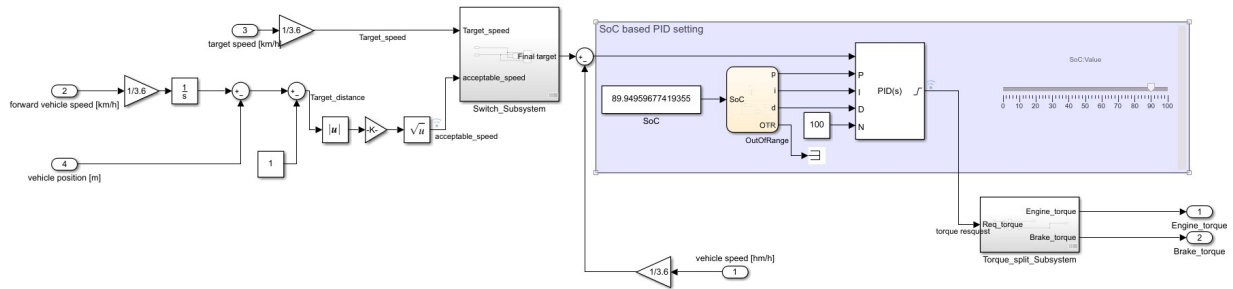 3
target speed [km/h]
1/3.6
Target_speed
Target_speed
Final target
acceptable_speed
Switch_Subsystem
2
forward vehicle speed [km/h]
1/3.6
1
s
+
-
+
-
Target_distance
|u|
-K-
√u
acceptable_speed
4
vehicle position [m]
1
+
-
SoC based PID setting
89.94959677419355
SoC
SoC
p
i
d
OTR
OutOfRange
100
P
I
D
N
PID(s)
SoC:Value
0 10 20 30 40 50 60 70 80 90 100
torque resquest
Req_torque
Engine_torque
Brake_torque
Torque_split_Subsystem
1
Engine_torque
2
Brake_torque
vehicle speed [hm/h]
1/3.6
1